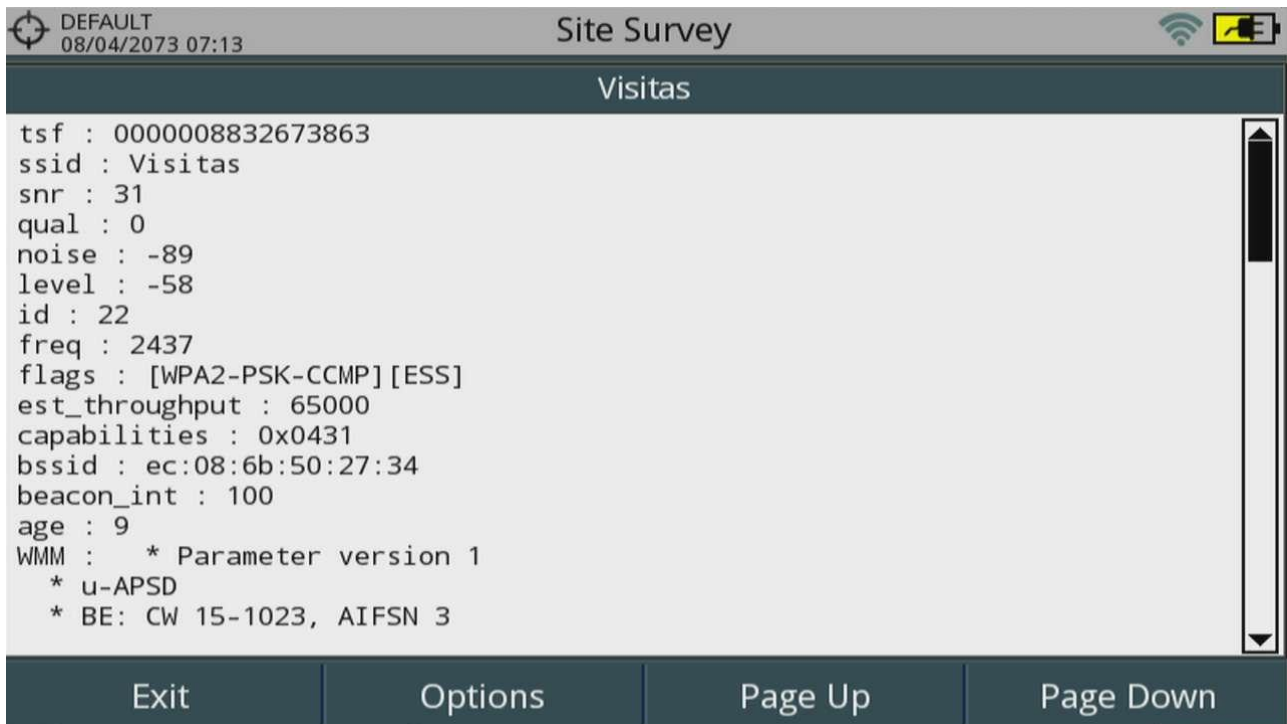 DEFAULT
08/04/2073 07:13
Site Survey
Visitas
tsf : 0000008832673863
ssid : Visitas
snr : 31
qual : 0
noise : -89
level : -58
id : 22
freq : 2437
flags : [WPA2-PSK-CCMP][ESS]
est_throughput : 65000
capabilities : 0x0431
bssid : ec:08:6b:50:27:34
beacon_int : 100
age : 9
WMM :   * Parameter version 1
* u-APSD
* BE: CW 15-1023, AIFSN 3
Exit
Options
Page Up
Page Down